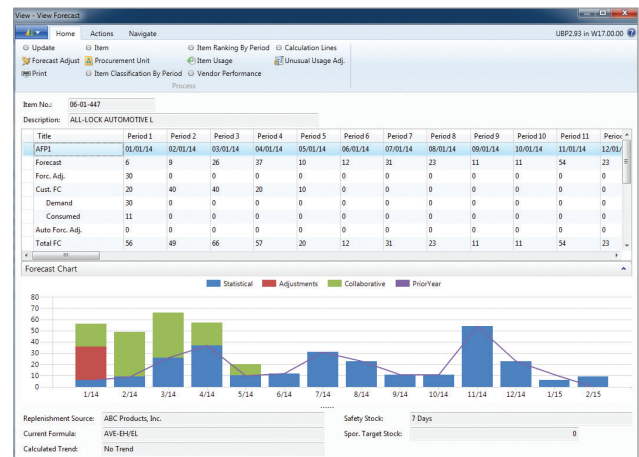 View - View Forecast
Home Actions Navigate UBP2.93 in W17.00.00
Update Item Item Ranking By Period Calculation Lines
Forecast Adjust Procurement Unit Item Usage Unusual Usage Adj.
Print Item Classification By Period Vendor Performance
Process
Item No.: 06-01-447
Description: ALL-LOCK AUTOMOTIVE L
Title Period 1 Period 2 Period 3 Period 4 Period 5 Period 6 Period 7 Period 8 Period 9 Period 10 Period 11 Perioc
AFP1 01/01/14 02/01/14 03/01/14 04/01/14 05/01/14 06/01/14 07/01/14 08/01/14 09/01/14 10/01/14 11/01/14 12/01/
Forecast 6 9 26 37 10 12 31 23 11 11 54 23
Forc. Adj. 30 0 0 0 0 0 0 0 0 0 0 0
Cust. FC 20 40 40 20 10 0 0 0 0 0 0 0
Demand 30 0 0 0 0 0 0 0 0 0 0 0
Consumed 11 0 0 0 0 0 0 0 0 0 0 0
Auto Forc. Adj. 0 0 0 0 0 0 0 0 0 0 0 0
Total FC 56 49 66 57 20 12 31 23 11 11 54 23
Forecast Chart
Statistical Adjustments Collaborative PriorYear
80
70
60
50
40
30
20
10
0
1/14 2/14 3/14 4/14 5/14 6/14 7/14 8/14 9/14 10/14 11/14 12/14 1/15 2/15
Replenishment Source: ABC Products, Inc. Safety Stock: 7 Days
Current Formula: AVE-EH/EL Spor. Target Stock: 0
Calculated Trend: No Trend